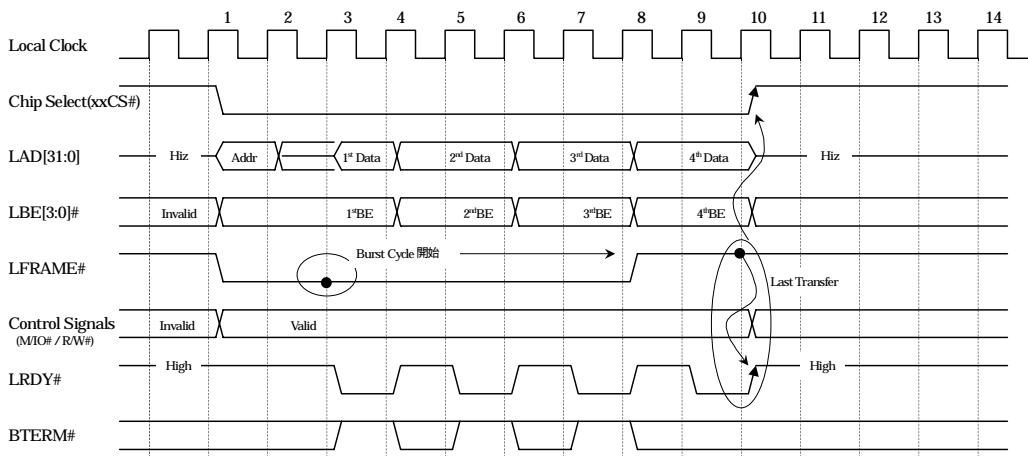 1 2 3 4 5 6 7 8 10 11 12 13 14
Local Clock
Chip Select(xxCS#)
LAD[31:0] Hiz Addr 1st Data 2nd Data 3rd Data 4th Data Hiz
LBE[3:0]# Invalid 1stBE 2ndBE 3rdBE 4thBE
Burst Cycle 開始
LFRAME#
Last Transfer
Control Signals Invalid Valid
(M/IO# / R/W#)
High High
LRDY#
BTERM#